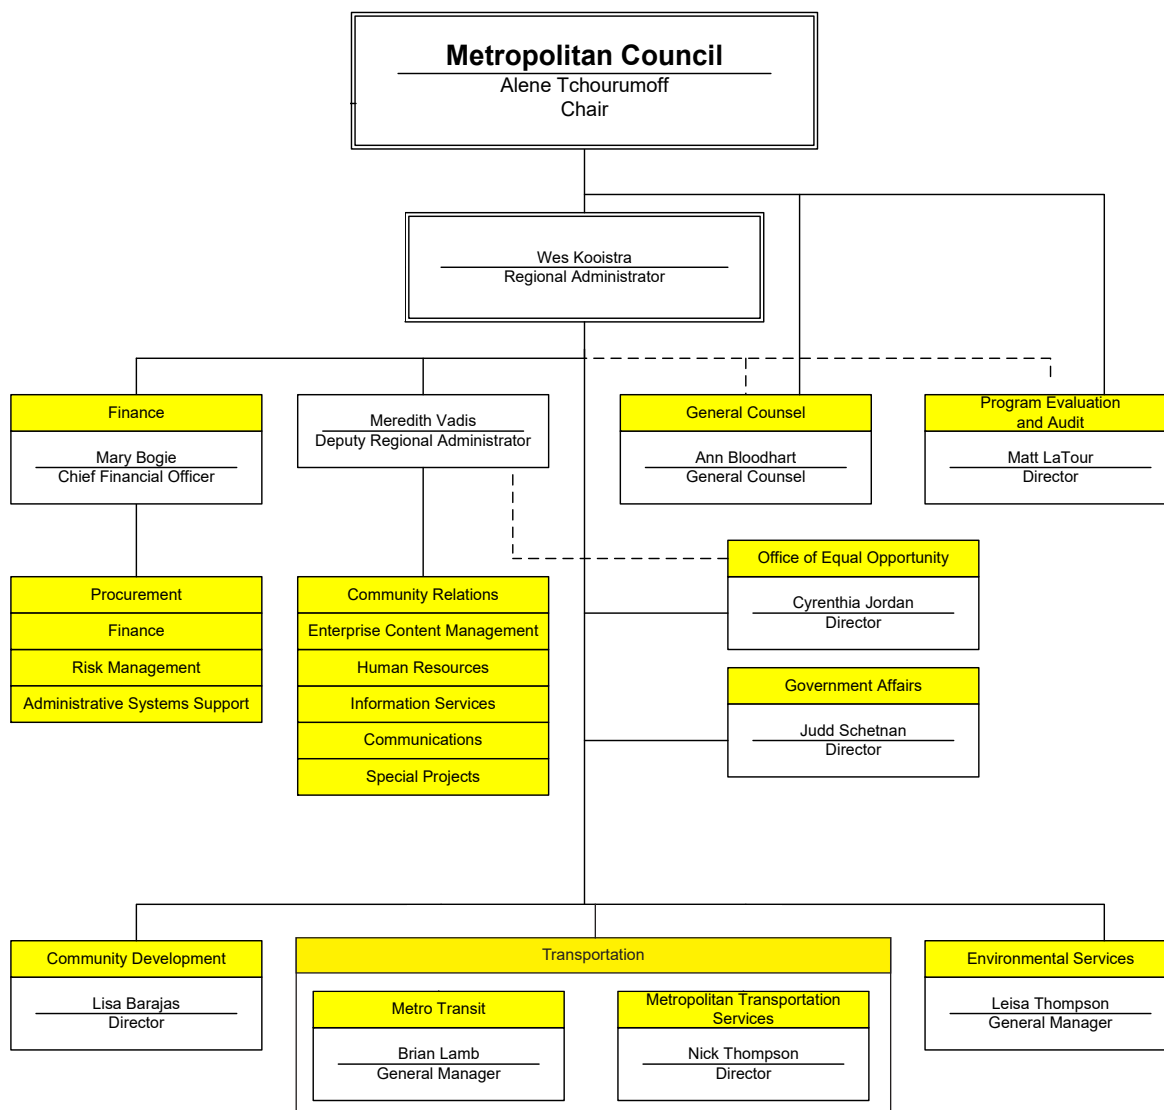 Metropolitan Council
Alene Tchourumoff
Chair
Wes Kooistra
Regional Administrator
Finance
Mary Bogie
Chief Financial Officer
Meredith Vadis
Deputy Regional Administrator
General Counsel
Ann Bloodhart
General Counsel
Program Evaluation
and Audit
Matt LaTour
Director
Office of Equal Opportunity
Cyrenthia Jordan
Director
Procurement
Finance
Risk Management
Administrative Systems Support
Community Relations
Enterprise Content Management
Human Resources
Information Services
Communications
Special Projects
Government Affairs
Judd Schetnan
Director
Community Development
Lisa Barajas
Director
Transportation
Metro Transit
Brian Lamb
General Manager
Metropolitan Transportation
Services
Nick Thompson
Director
Environmental Services
Leisa Thompson
General Manager